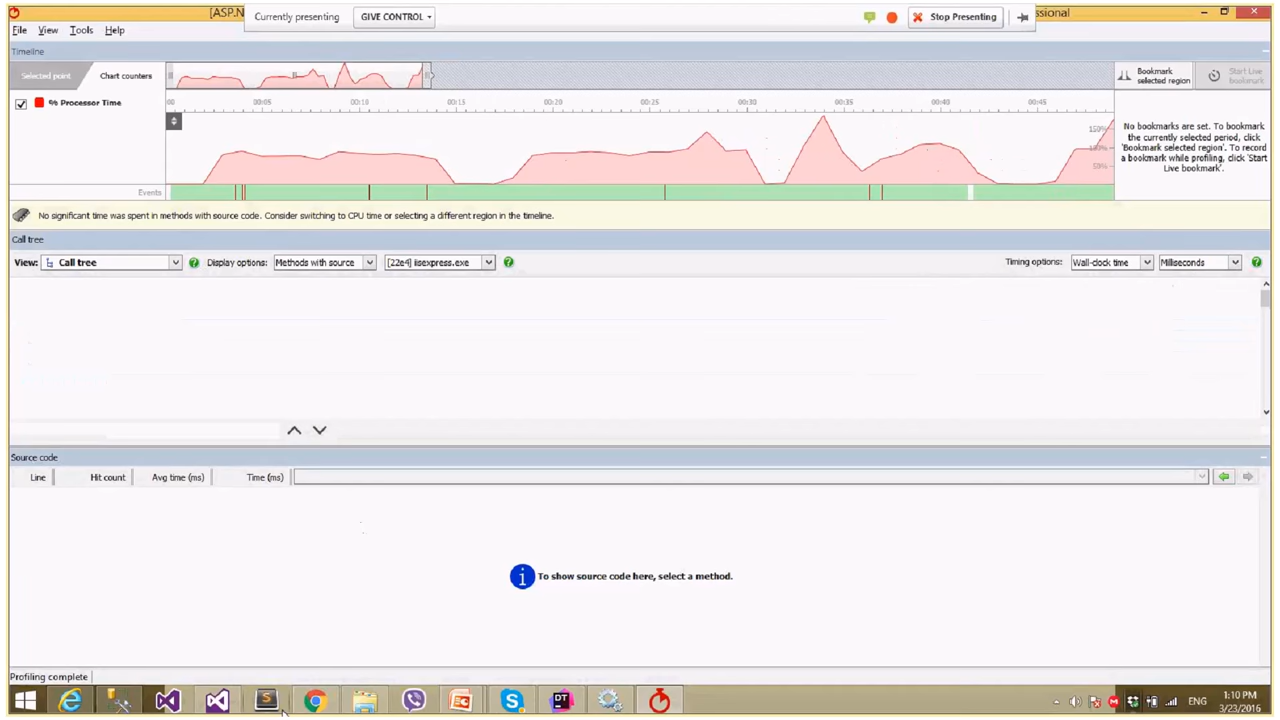 [ASP.N
Currently presenting
GIVE CONTROL
Stop Presenting
essional
File View Tools Help
Timeline
Selected point
Chart counters
Bookmark selected region
Start Live bookmark
% Processor Time
00 00:05 00:10 00:15 00:20 00:25 00:30 00:35 00:40 00:45
150%
100%
50%
Events
No bookmarks are set. To bookmark
the currently selected period, click
'Bookmark selected region'. To record
a bookmark while profiling, click 'Start
Live bookmark'.
No significant time was spent in methods with source code. Consider switching to CPU time or selecting a different region in the timeline.
Call tree
View: Call tree Display options: Methods with source [22e4] iisexpress.exe Timing options: Wall-clock time Milliseconds
Source code
Line Hit count Avg time (ms) Time (ms)
To show source code here, select a method.
Profiling complete
DT
ENG
1:10 PM
3/23/2016